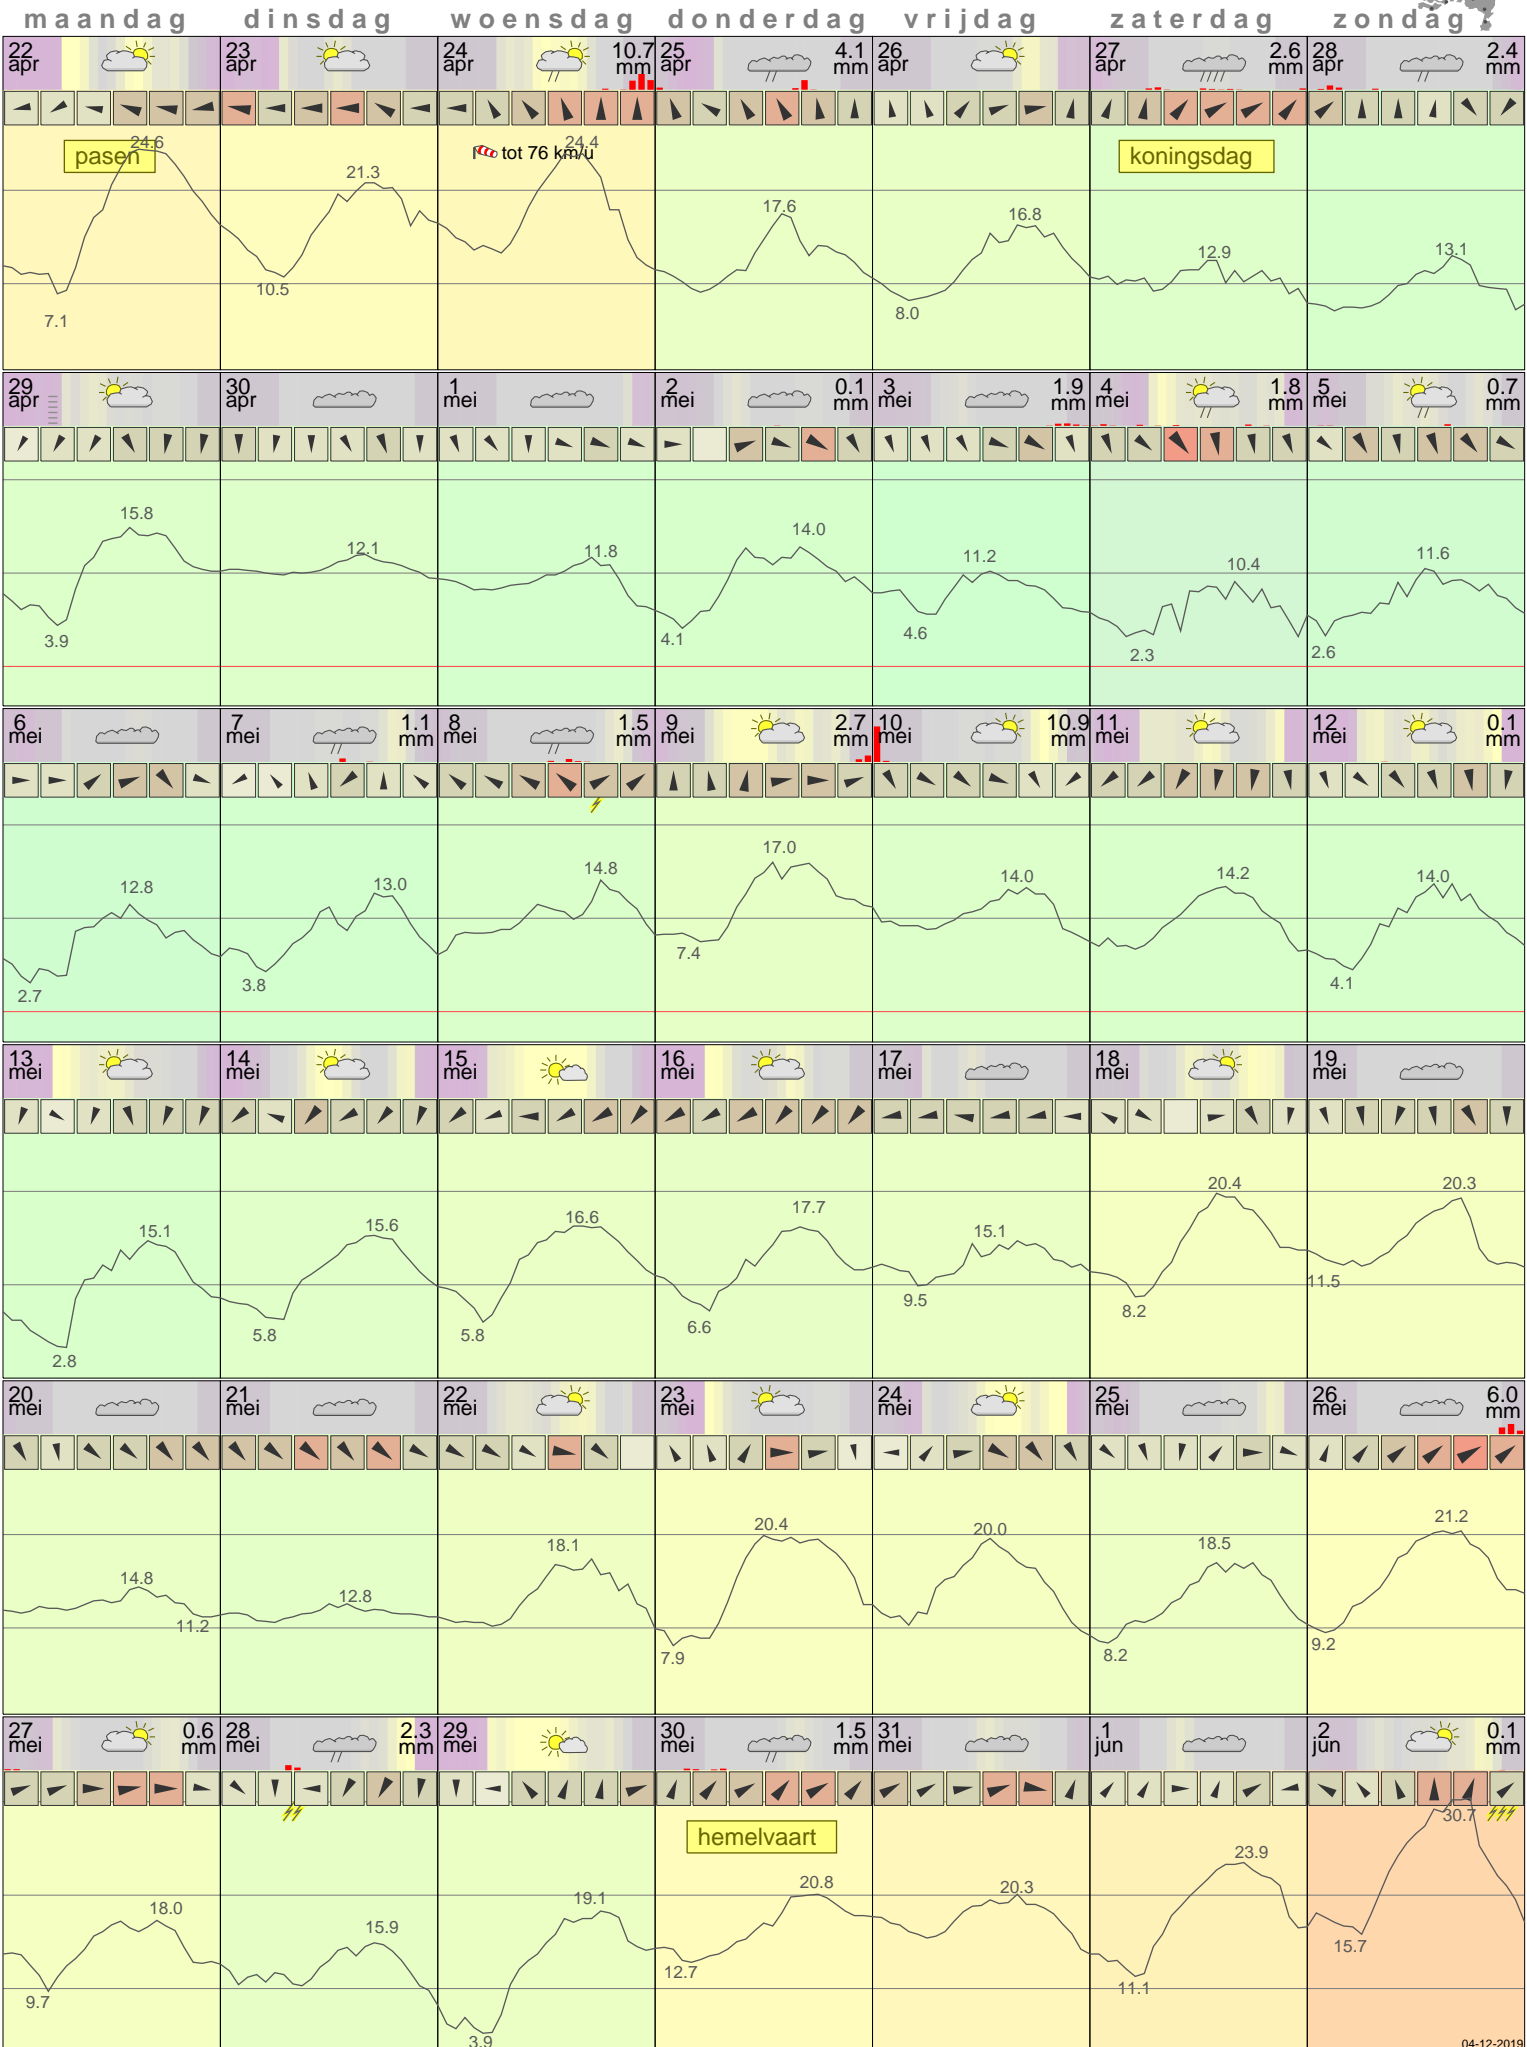 maandag dinsdag woensdag donderdag vrijdag zaterdag zondag
22 apr 23 apr 24 apr 10.7 mm 25 apr 4.1 mm 26 apr 27 apr 2.6 mm 28 apr 2.4 mm
pasen 24.6 tot 76 km/u 24.4 koningsdag
21.3
17.6 16.8
12.9 13.1
7.1 10.5 8.0
29 apr 30 apr 1 mei 2 mei 0.1 mm 3 mei 1.9 mm 4 mei 1.8 mm 5 mei 0.7 mm
15.8 12.1 11.8 14.0 11.2 10.4 11.6
3.9 4.1 4.6 2.3 2.6
6 mei 7 mei 1.1 mm 8 mei 1.5 mm 9 mei 2.7 mm 10 mei 10.9 mm 11 mei 12 mei 0.1 mm
12.8 13.0 14.8 17.0 14.0 14.2 14.0
2.7 3.8 7.4 4.1
13 mei 14 mei 15 mei 16 mei 17 mei 18 mei 19 mei
15.1 15.6 16.6 17.7 15.1 20.4 20.3
2.8 5.8 5.8 6.6 9.5 8.2 11.5
20 mei 21 mei 22 mei 23 mei 24 mei 25 mei 26 mei 6.0 mm
14.8 12.8 18.1 20.4 20.0 18.5 21.2
11.2 7.9 8.2 9.2
27 mei 0.6 mm 28 mei 2.3 mm 29 mei 30 mei 1.5 mm 31 mei 1 jun 2 jun 0.1 mm
hemelvaart 30.7
18.0 15.9 19.1 20.8 20.3 23.9
9.7 3.9 12.7 11.1 15.7
04-12-2019